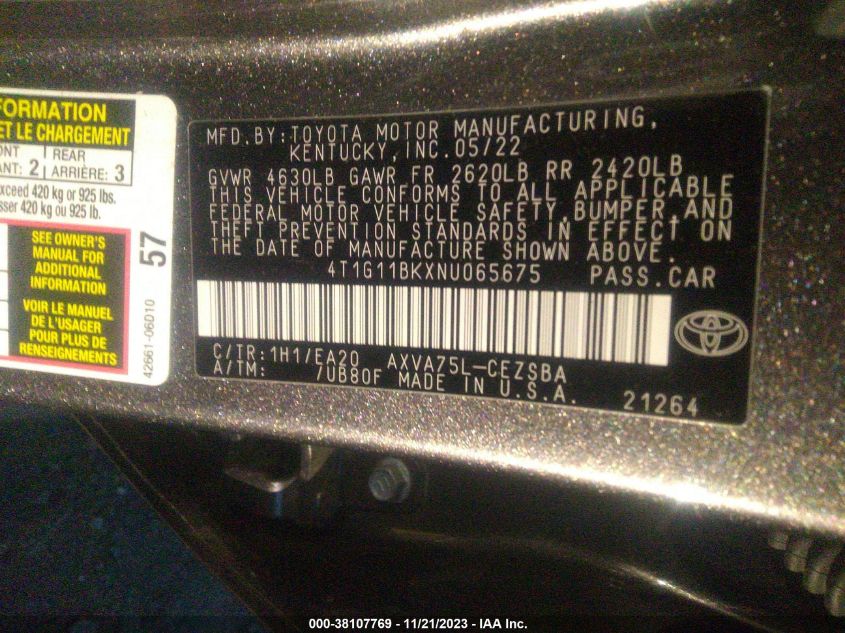 FORMATION
ET LE CHARGEMENT
ONT
ANT: 2
REAR
ARRIÈRE: 3
exceed 420 kg or 925 lbs.
sser 420 kg ou 925 lb.
SEE OWNER'S
MANUAL FOR
ADDITIONAL
INFORMATION
VOIR LE MANUEL
DE L'USAGER
POUR PLUS DE
RENSEIGNEMENTS
57
42661-06D10
MFD.BY:TOYOTA MOTOR MANUFACTURING,
KENTUCKY,INC.05/22
GVWR 4630LB GAWR FR 2620LB RR 2420LB
THIS VEHICLE CONFORMS TO ALL APPLICABLE
FEDERAL MOTOR VEHICLE SAFETY,BUMPER,AND
THEFT PREVENTION STANDARDS IN EFFECT ON
THE DATE OF MANUFACTURE SHOWN ABOVE.
4T1G11BKXNU065675 PASS.CAR
C/TR:1H1/EA20 AXVA75L-CEZSBA
A/TM: /UB80F MADE IN U.S.A. 21264
000-38107769 - 11/21/2023 - IAA Inc.